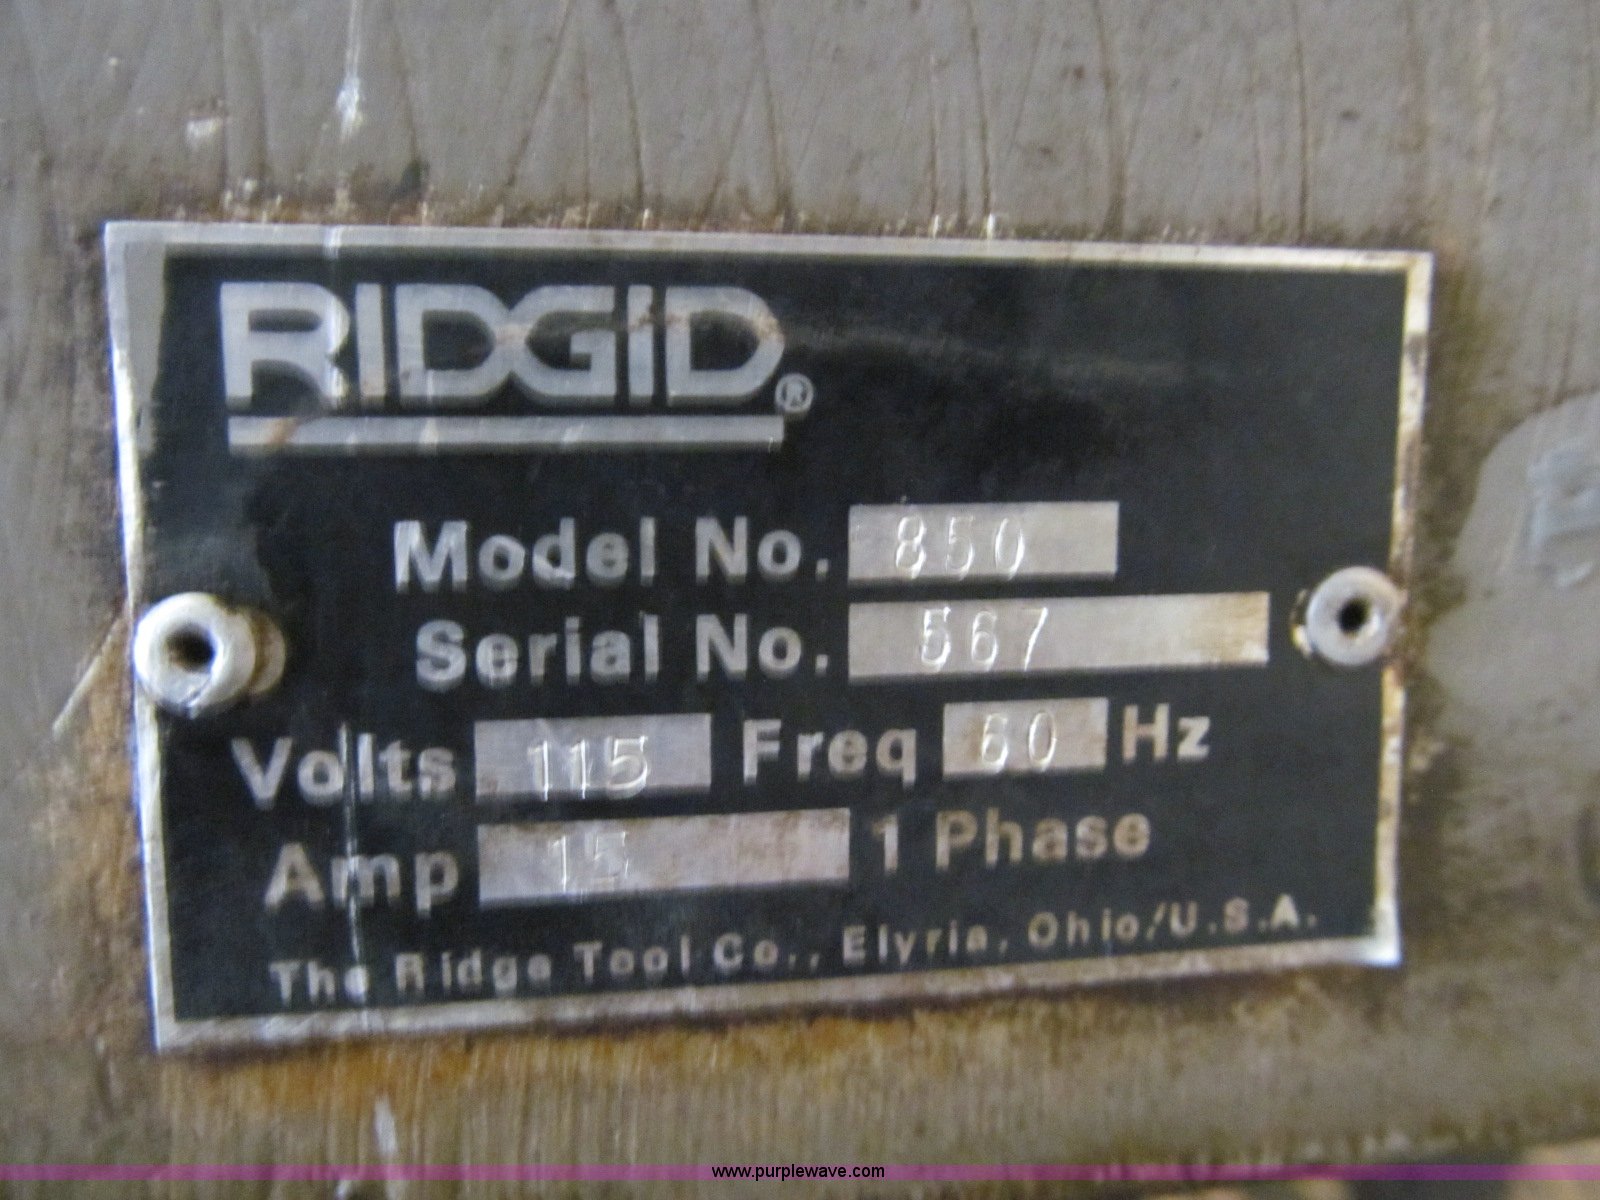 RIDGID®
Model No. 850
Serial No. 567
Volts 115 Freq 60 Hz
Amp 15 1 Phase
The Ridge Tool Co., Elyria, Ohio/U.S.A.
www.purplewave.com